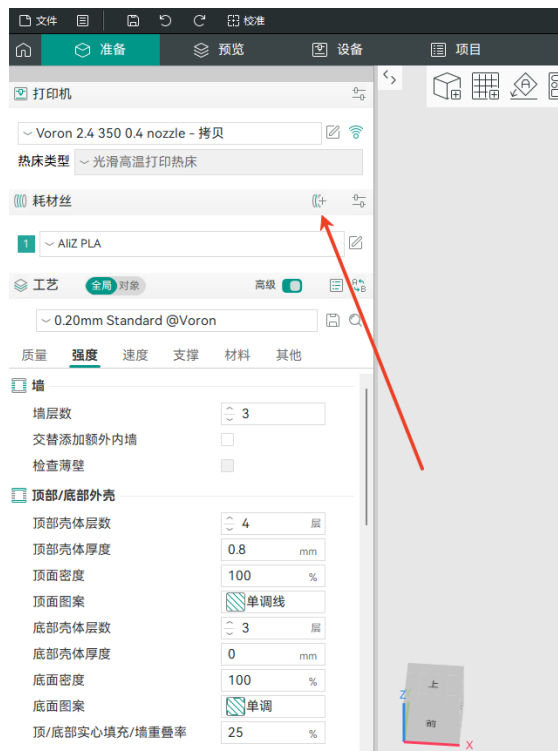 文件 校准
准备 预览 设备 项目
打印机
Voron 2.4 350 0.4 nozzle - 拷贝
热床类型 光滑高温打印热床
耗材丝
1 AliZ PLA
工艺 全局 对象 高级
0.20mm Standard @Voron
质量 强度 速度 支撑 材料 其他
墙
墙层数 3
交替添加额外内墙
检查薄壁
顶部/底部外壳
顶部壳体层数 4 层
顶部壳体厚度 0.8 mm
顶面密度 100 %
顶面图案 单调线
底部壳体层数 3 层
底部壳体厚度 0 mm
底面密度 100 %
底面图案 单调
顶/底部实心填充/墙重叠率 25 %
上
Z 前
X